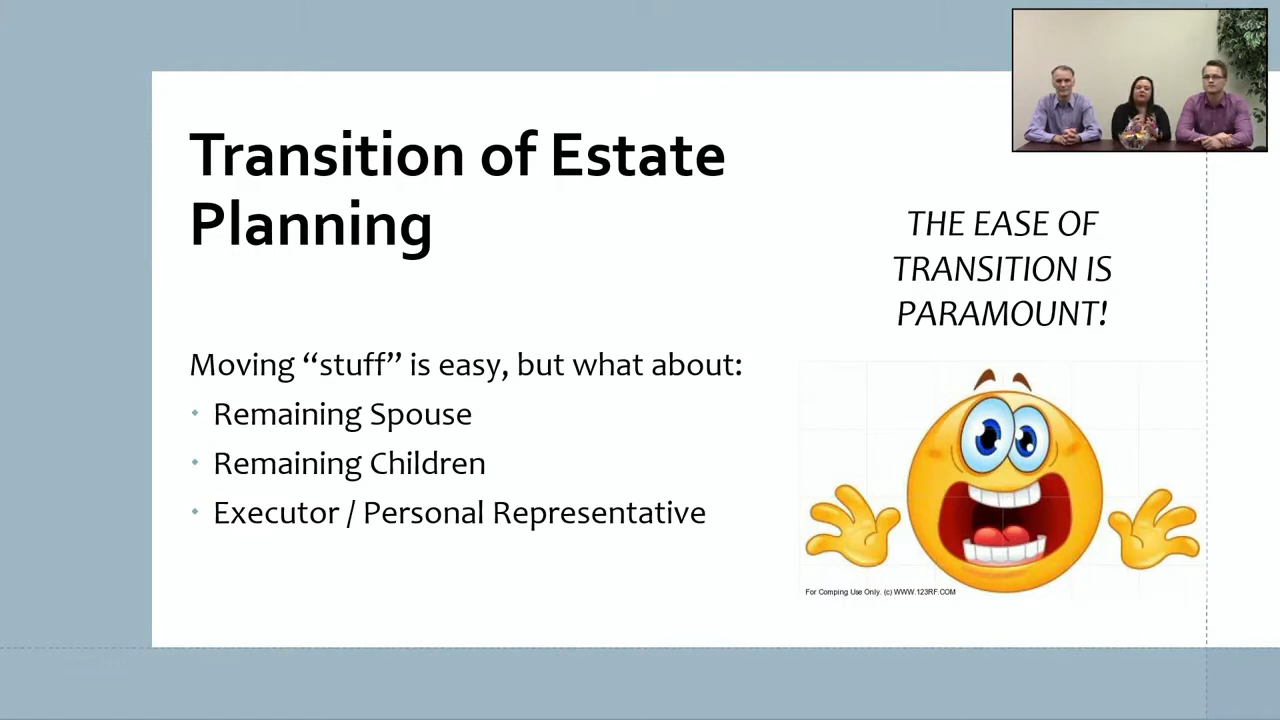 Transition of Estate
Planning
THE EASE OF
TRANSITION IS
PARAMOUNT!
Moving “stuff” is easy, but what about:
Remaining Spouse
Remaining Children
Executor / Personal Representative
For Comping Use Only. (c) WWW.123RF.COM